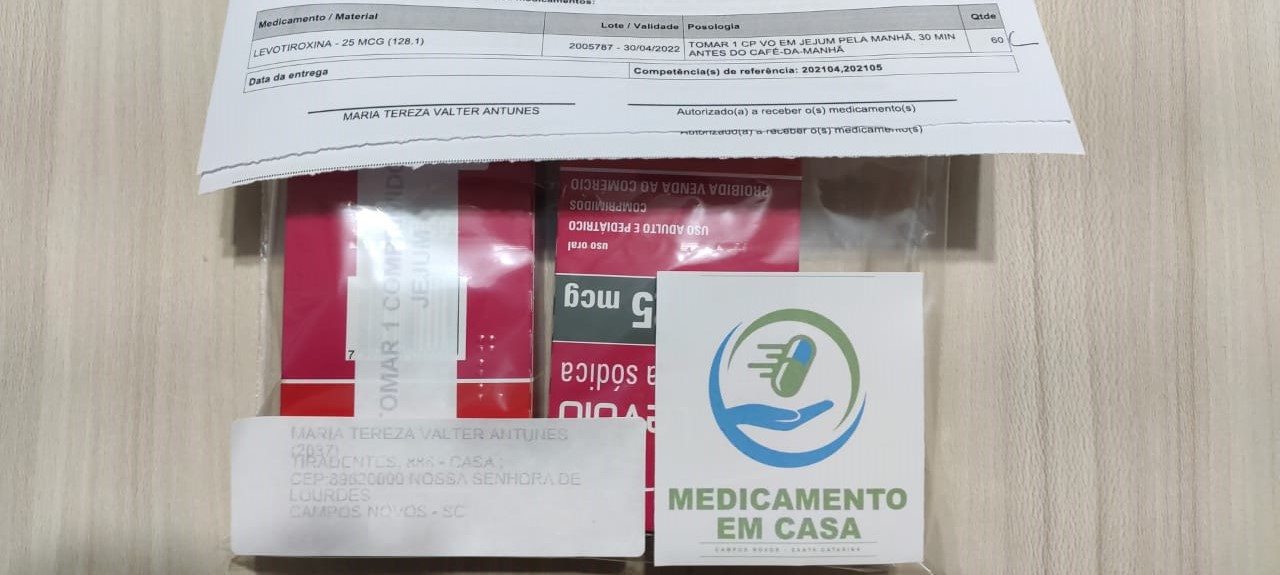 medicamentos:
Medicamento / Material Lote / Validade Posologia Qtde
LEVOTIROXINA - 25 MCG (128.1) 2005787 - 30/04/2022 TOMAR 1 CP VO EM JEJUM PELA MANHÃ, 30 MIN 60
ANTES DO CAFÉ-DA-MANHÃ
Data da entrega Competência(s) de referência: 202104,202105
MARIA TEREZA VALTER ANTUNES Autorizado(a) a receber o(s) medicamento(s)
Autorizado(a) a receber o(s) medicamento(s)
TOMAR 1
JEJUM
7
PROIBIDA VENDA AO COMÉRCIO
COMPRIMIDOS
USO ADULTO E PEDIÁTRICO
uso oral
5 mcg
a sódica
MARIA TEREZA VALTER ANTUNES
TIRADENTES, - CASA
NOSSA SENHORA DE
LOURDES
CAMPOS NOVOS - SC
MEDICAMENTO
EM CASA
CAMPOS NOVOS - SANTA CATARINA